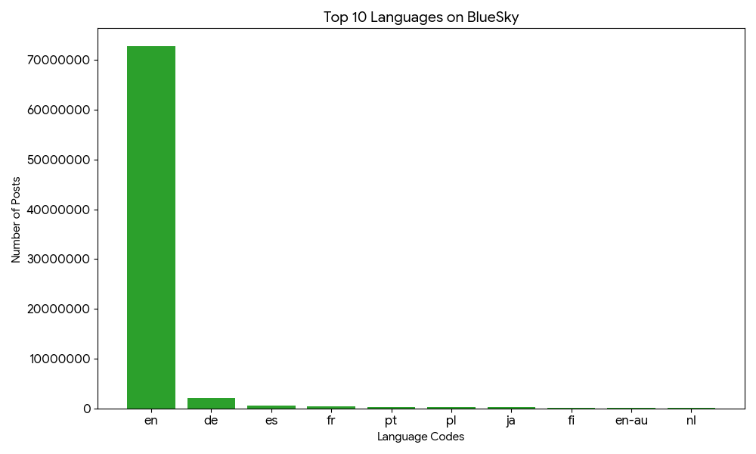 Top 10 Languages on BlueSky
Number of Posts
70000000
60000000
50000000
40000000
30000000
20000000
10000000
0
en de es fr pt pl ja fi en-au nl
Language Codes